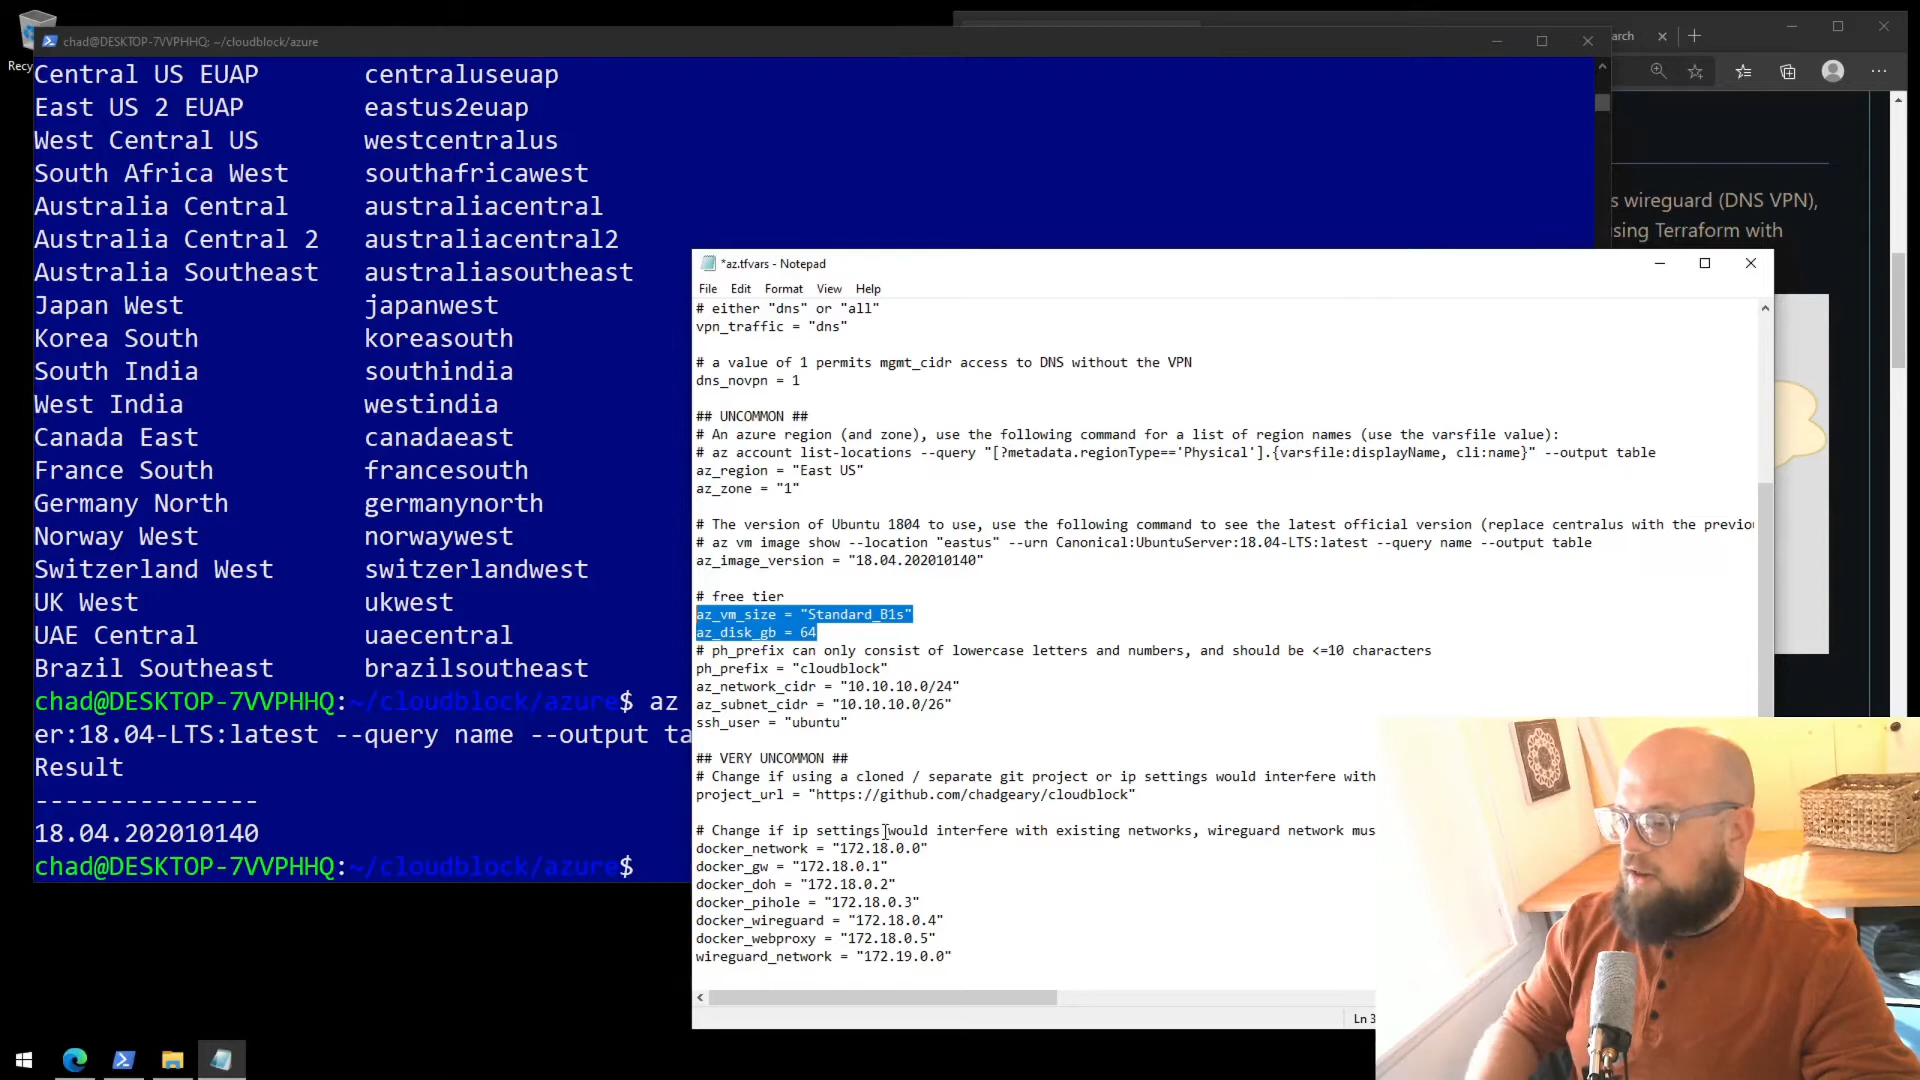 Recy
chad@DESKTOP-7VVPHHQ: ~/cloudblock/azure
arch
Central US EUAP centraluseuap
East US 2 EUAP eastus2euap
West Central US westcentralus
South Africa West southafricawest
Australia Central australiacentral
Australia Central 2 australiacentral2
Australia Southeast australiasoutheast
Japan West japanwest
Korea South koreasouth
South India southindia
West India westindia
Canada East canadaeast
France South francesouth
Germany North germanynorth
Norway West norwaywest
Switzerland West switzerlandwest
UK West ukwest
UAE Central uaecentral
Brazil Southeast brazilsoutheast
chad@DESKTOP-7VVPHHQ:~/cloudblock/azure$ az
er:18.04-LTS:latest --query name --output ta
Result
---------------
18.04.202010140
chad@DESKTOP-7VVPHHQ:~/cloudblock/azure$
s wireguard (DNS VPN),
sing Terraform with
*az.tfvars - Notepad
File Edit Format View Help
# either "dns" or "all"
vpn_traffic = "dns"
# a value of 1 permits mgmt_cidr access to DNS without the VPN
dns_novpn = 1
## UNCOMMON ##
# An azure region (and zone), use the following command for a list of region names (use the varsfile value):
# az account list-locations --query "[?metadata.regionType=='Physical'].{varsfile:displayName, cli:name}" --output table
az_region = "East US"
az_zone = "1"
# The version of Ubuntu 1804 to use, use the following command to see the latest official version (replace centralus with the previou
# az vm image show --location "eastus" --urn Canonical:UbuntuServer:18.04-LTS:latest --query name --output table
az_image_version = "18.04.202010140"
# free tier
az_vm_size = "Standard_B1s"
az_disk_gb = 64
# ph_prefix can only consist of lowercase letters and numbers, and should be <=10 characters
ph_prefix = "cloudblock"
az_network_cidr = "10.10.10.0/24"
az_subnet_cidr = "10.10.10.0/26"
ssh_user = "ubuntu"
## VERY UNCOMMON ##
# Change if using a cloned / separate git project or ip settings would interfere with
project_url = "https://github.com/chadgeary/cloudblock"
# Change if ip settings would interfere with existing networks, wireguard network mus
docker_network = "172.18.0.0"
docker_gw = "172.18.0.1"
docker_doh = "172.18.0.2"
docker_pihole = "172.18.0.3"
docker_wireguard = "172.18.0.4"
docker_webproxy = "172.18.0.5"
wireguard_network = "172.19.0.0"
Ln 3